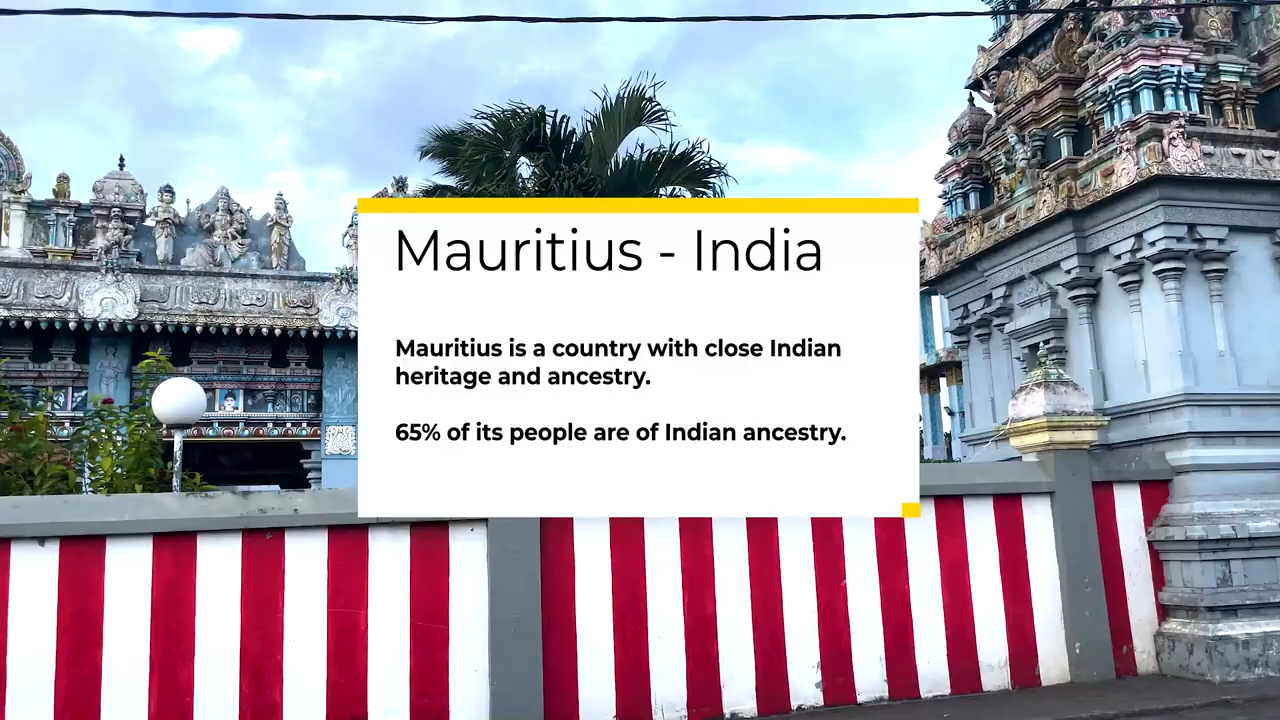 Mauritius - India
Mauritius is a country with close Indian
heritage and ancestry.
65% of its people are of Indian ancestry.